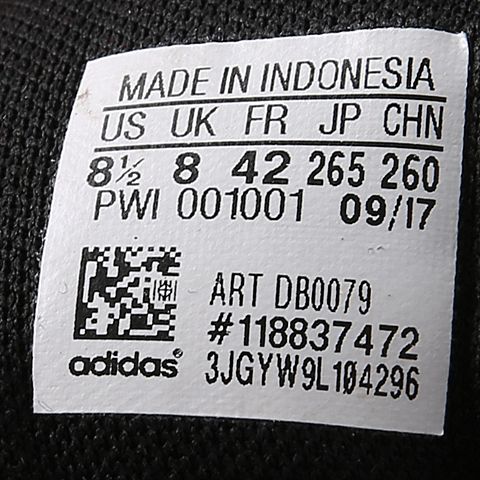 MADE IN INDONESIA
US UK FR JP CHN
8½ 8 42 265 260
PWI 001001 09/17
ART DB0079
#118837472
adidas® 3JGYW9L104296